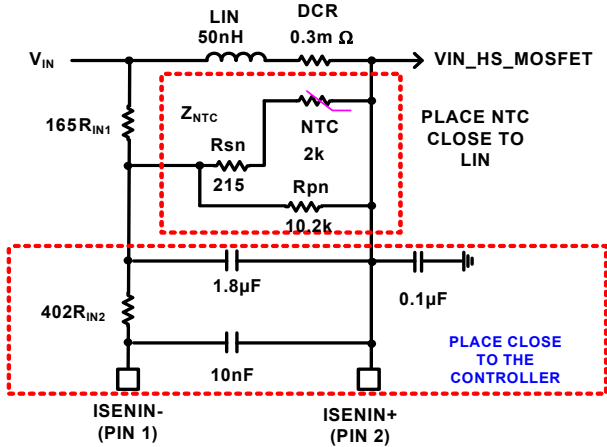 LIN
50nH
DCR
0.3m Ω
VIN
VIN_HS_MOSFET
165RIN1
ZNTC
NTC
2k
Rsn
215
Rpn
10.2k
PLACE NTC
CLOSE TO
LIN
1.8µF
0.1µF
402RIN2
10nF
PLACE CLOSE
TO THE
CONTROLLER
ISENIN-
(PIN 1)
ISENIN+
(PIN 2)